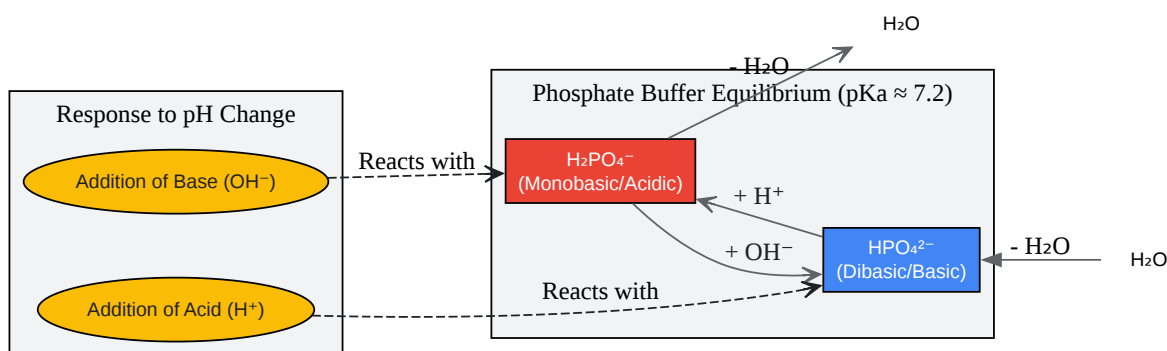 H₂O
- H₂O
Phosphate Buffer Equilibrium (pKa ≈ 7.2)
Response to pH Change
Addition of Base (OH⁻)
Reacts with
H₂PO₄⁻
(Monobasic/Acidic)
+ H⁺
+ OH⁻
HPO₄²⁻
(Dibasic/Basic)
- H₂O
H₂O
Reacts with
Addition of Acid (H⁺)